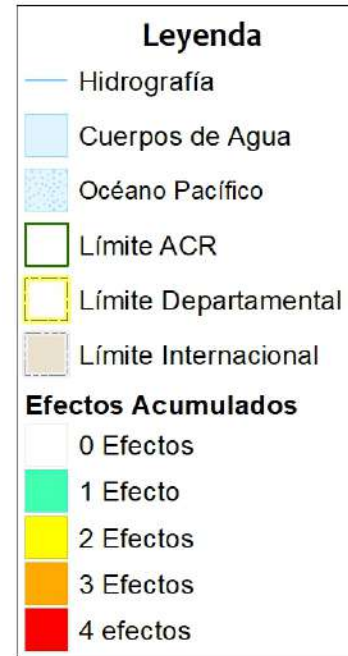 Leyenda
Hidrografía
Cuerpos de Agua
Océano Pacífico
Límite ACR
Límite Departamental
Límite Internacional
Efectos Acumulados
0 Efectos
1 Efecto
2 Efectos
3 Efectos
4 efectos